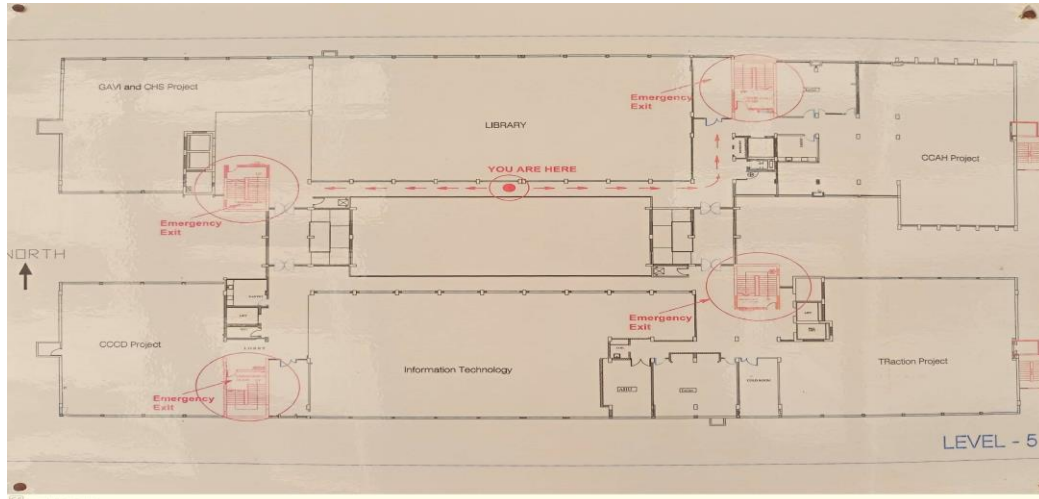 GAVI and CHS Project
Emergency
Exit
LIBRARY
YOU ARE HERE
CCAH Project
Emergency
Exit
NORTH
CCCD Project
LOBBY
Emergency
Exit
Information Technology
Emergency
Exit
TRaction Project
LEVEL - 5